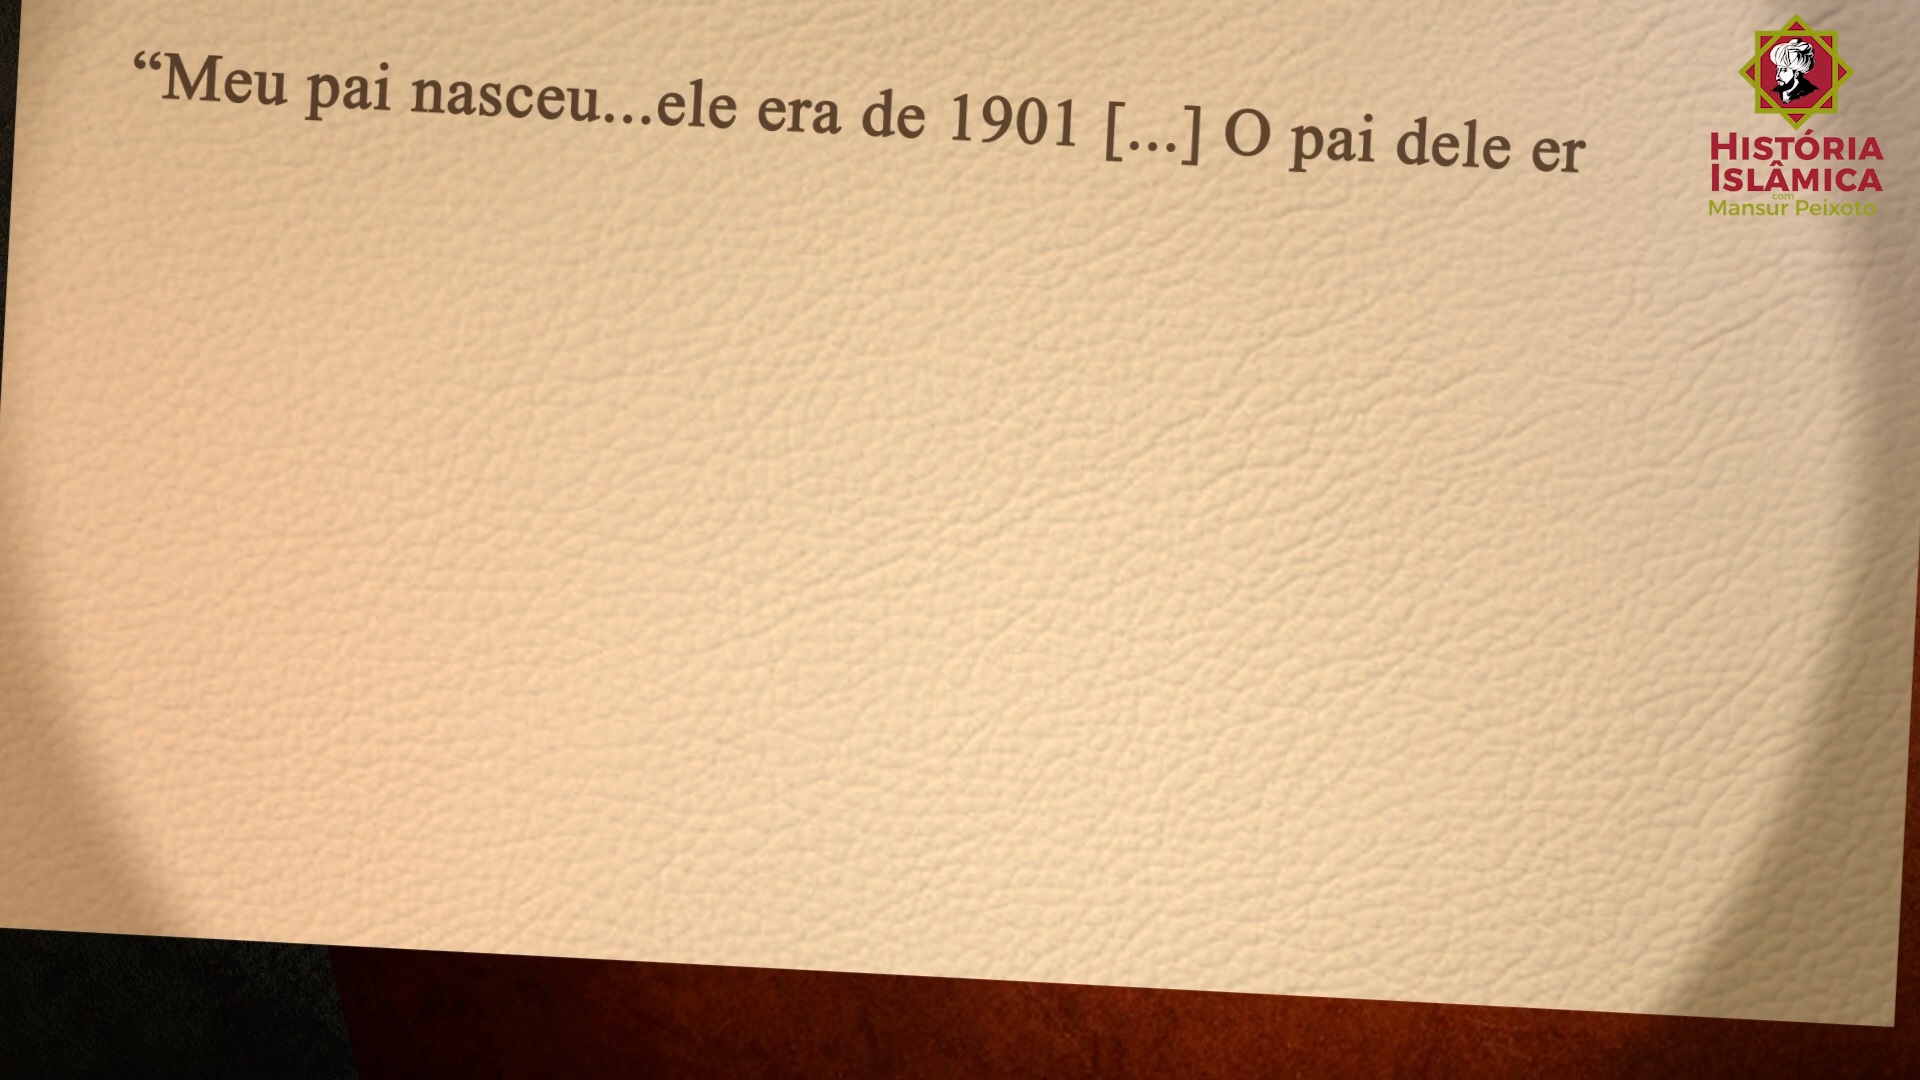 “Meu pai nasceu...ele era de 1901 [...] O pai dele er
HISTÓRIA
ISLÂMICA
com
Mansur Peixoto